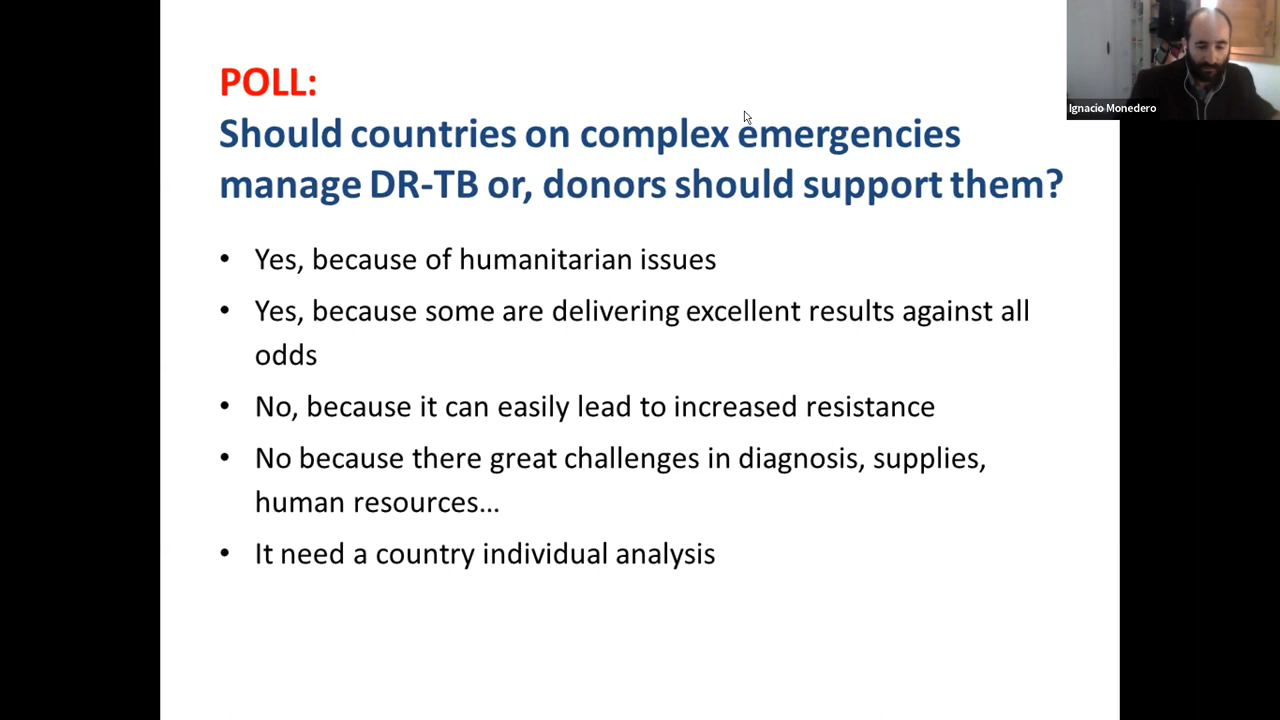 POLL:
Should countries on complex emergencies
manage DR-TB or, donors should support them?
• Yes, because of humanitarian issues
• Yes, because some are delivering excellent results against all
odds
• No, because it can easily lead to increased resistance
• No because there great challenges in diagnosis, supplies,
human resources…
• It need a country individual analysis
Ignacio Monedero